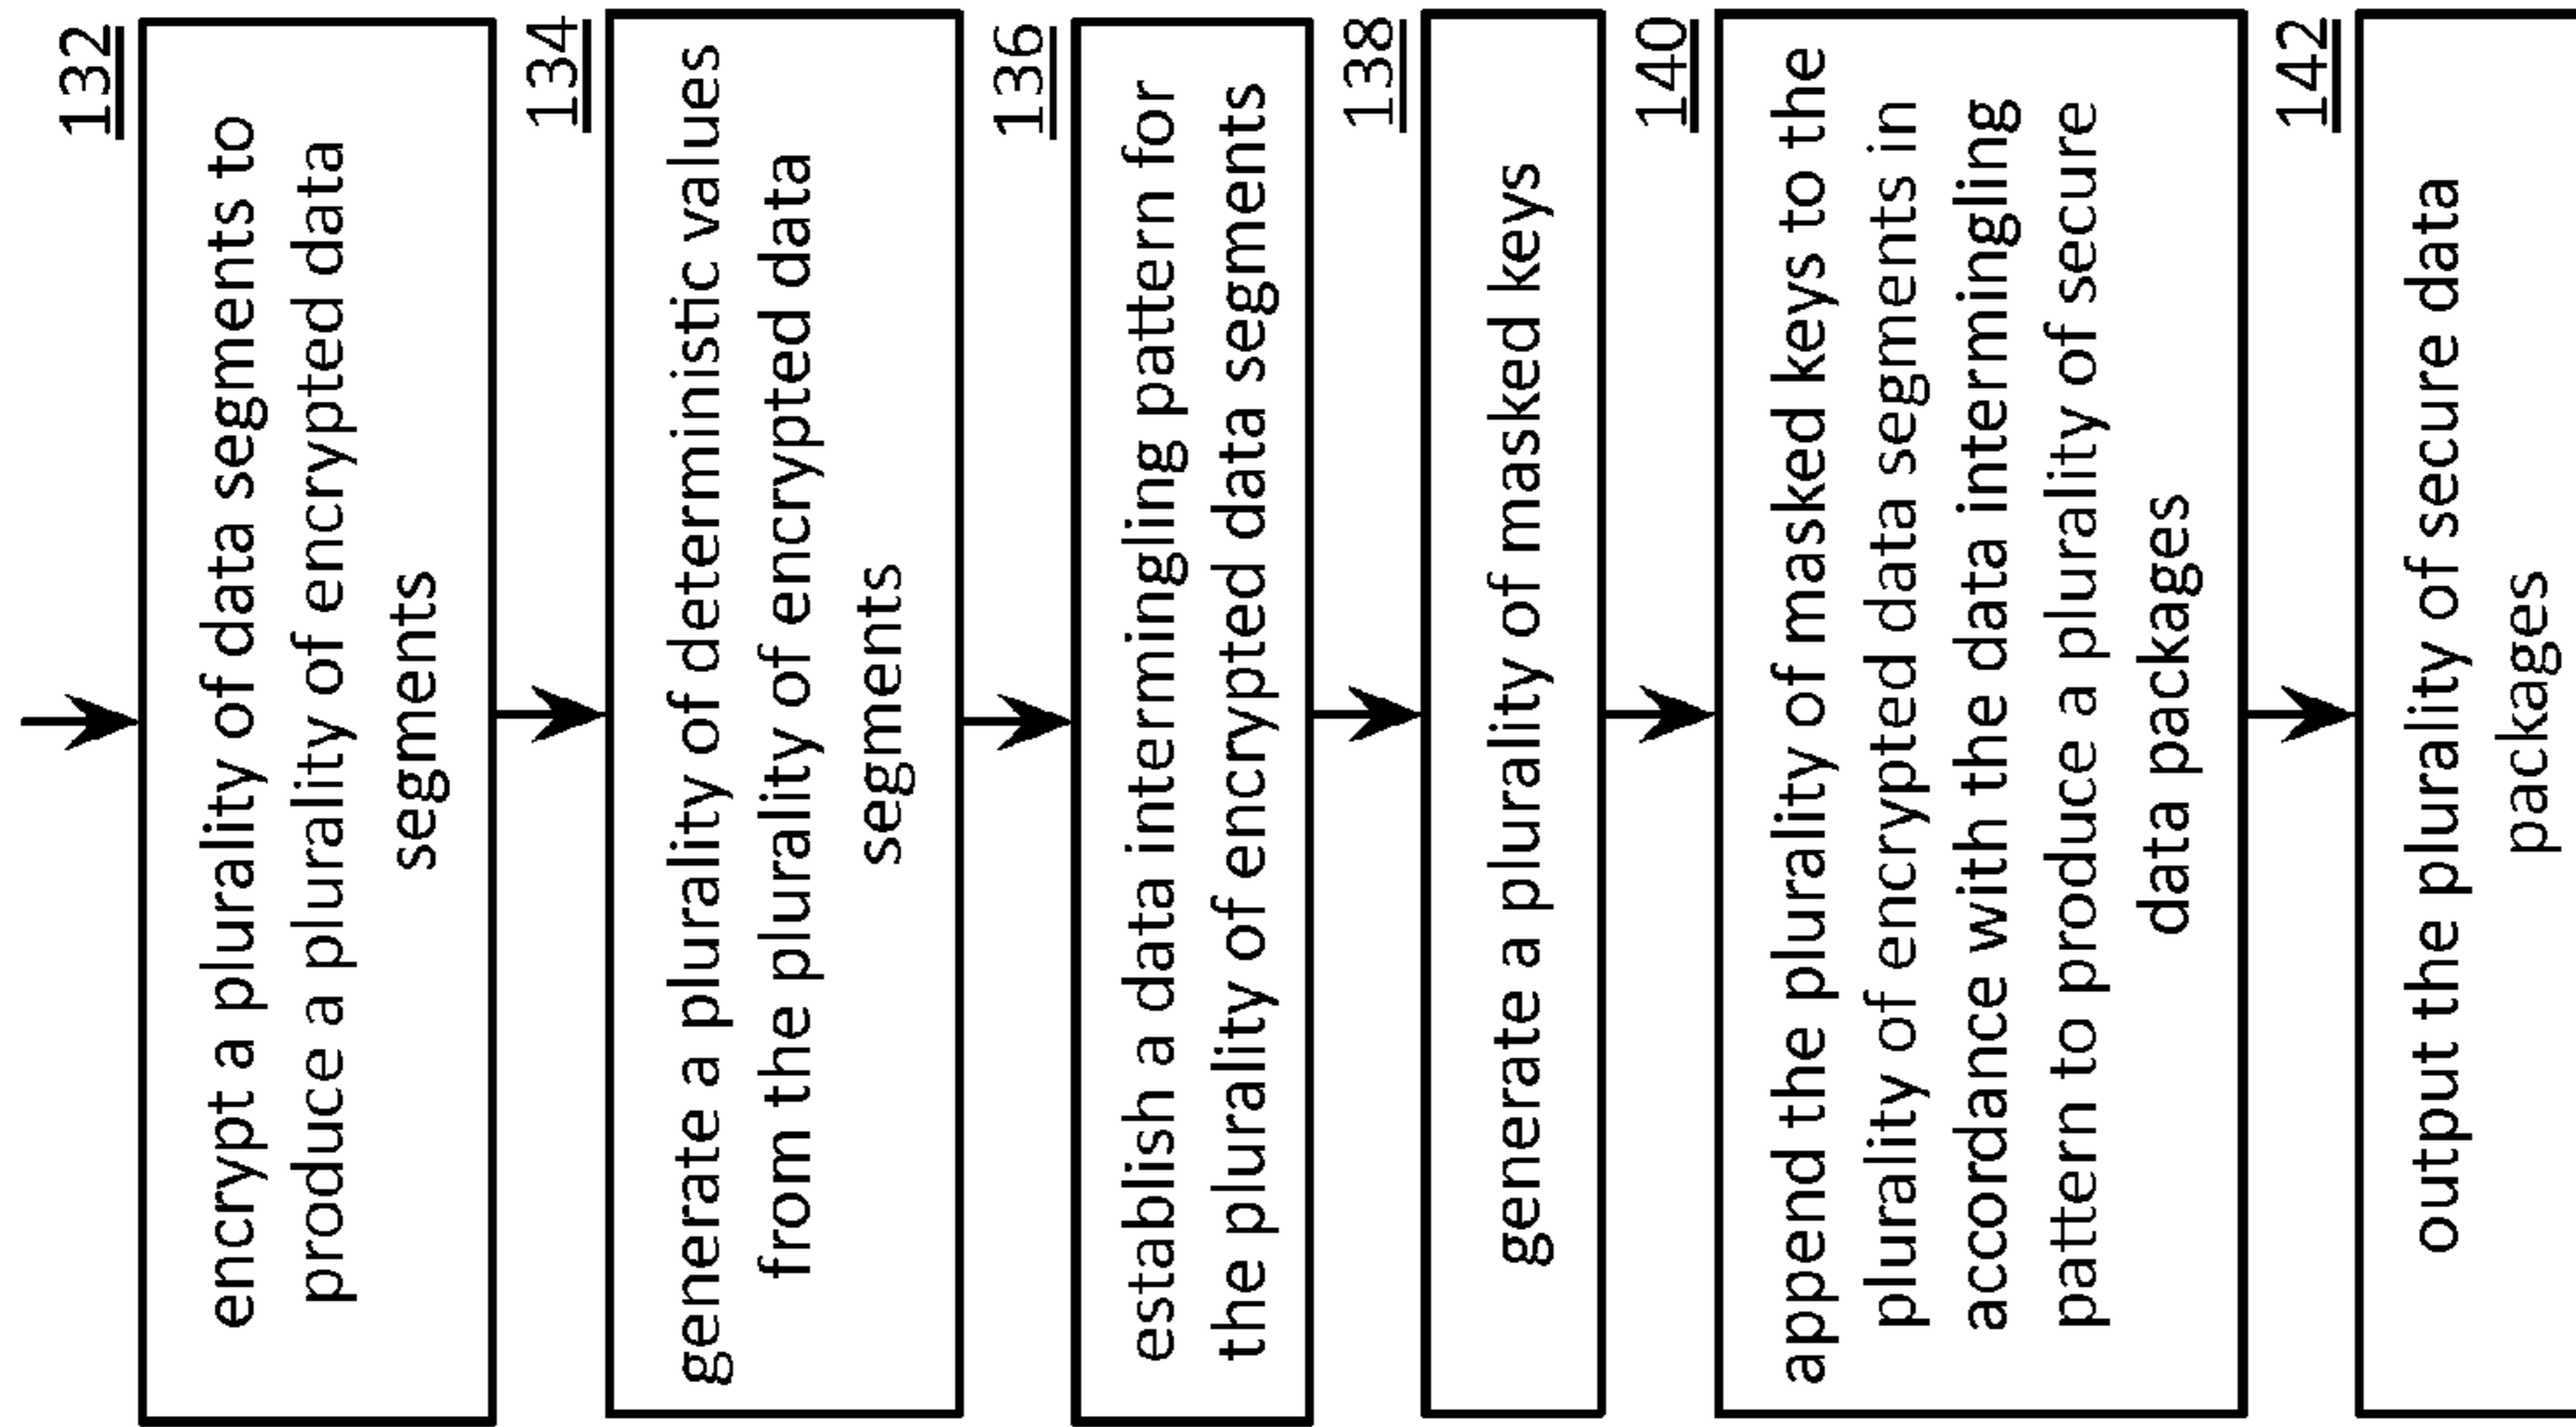 132
encrypt a plurality of data segments to
produce a plurality of encrypted data
segments
134
generate a plurality of deterministic values
from the plurality of encrypted data
segments
136
establish a data intermingling pattern for
the plurality of encrypted data segments
138
generate a plurality of masked keys
140
append the plurality of masked keys to the
plurality of encrypted data segments in
accordance with the data intermingling
pattern to produce a plurality of secure
data packages
142
output the plurality of secure data
packages